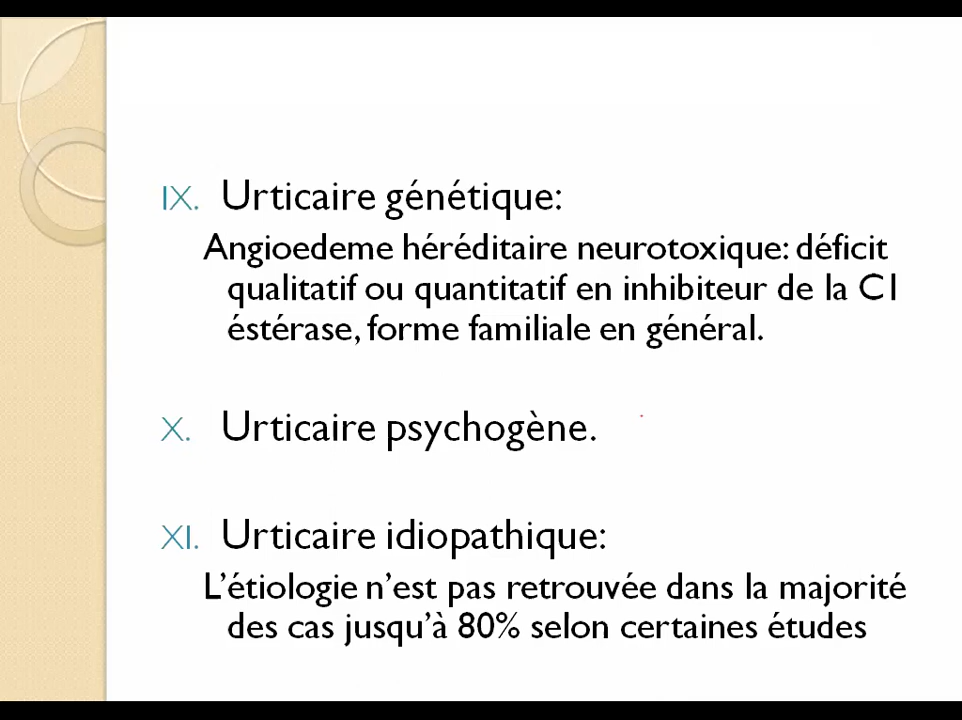 IX. Urticaire génétique:
Angioedeme héréditaire neurotoxique: déficit
qualitatif ou quantitatif en inhibiteur de la C1
éstérase, forme familiale en général.
X. Urticaire psychogène.
XI. Urticaire idiopathique:
L’étiologie n’est pas retrouvée dans la majorité
des cas jusqu’à 80% selon certaines études